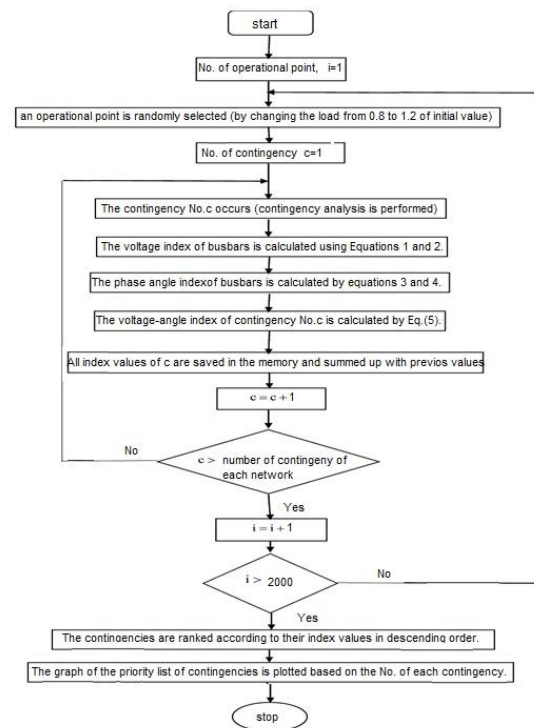 start
No. of operational point, i=1
an operational point is randomly selected (by changing the load from 0.8 to 1.2 of initial value)
No. of contingency c=1
The contingency No.c occurs (contingency analysis is performed)
The voltage index of busbars is calculated using Equations 1 and 2.
The phase angle indexof busbars is calculated by equations 3 and 4.
The voltage-angle index of contingency No.c is calculated by Eq.(5).
All index values of c are saved in the memory and summed up with previos values
c = c + 1
No
c > number of contingeny of
each network
Yes
i = i + 1
i > 2000
No
Yes
The contingencies are ranked according to their index values in descending order.
The graph of the priority list of contingencies is plotted based on the No. of each contingency.
stop